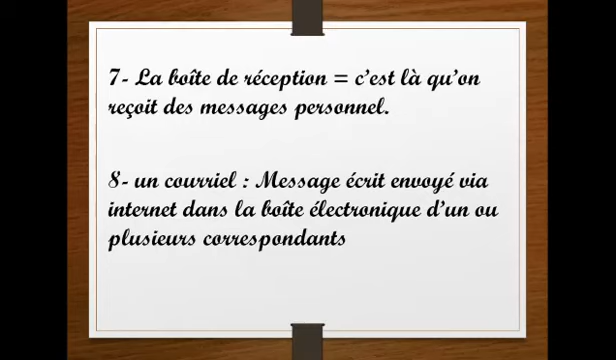 7- La boîte de réception = c'est là qu'on
reçoit des messages personnel.
8- un courriel : Message écrit envoyé via
internet dans la boîte électronique d'un ou
plusieurs correspondants